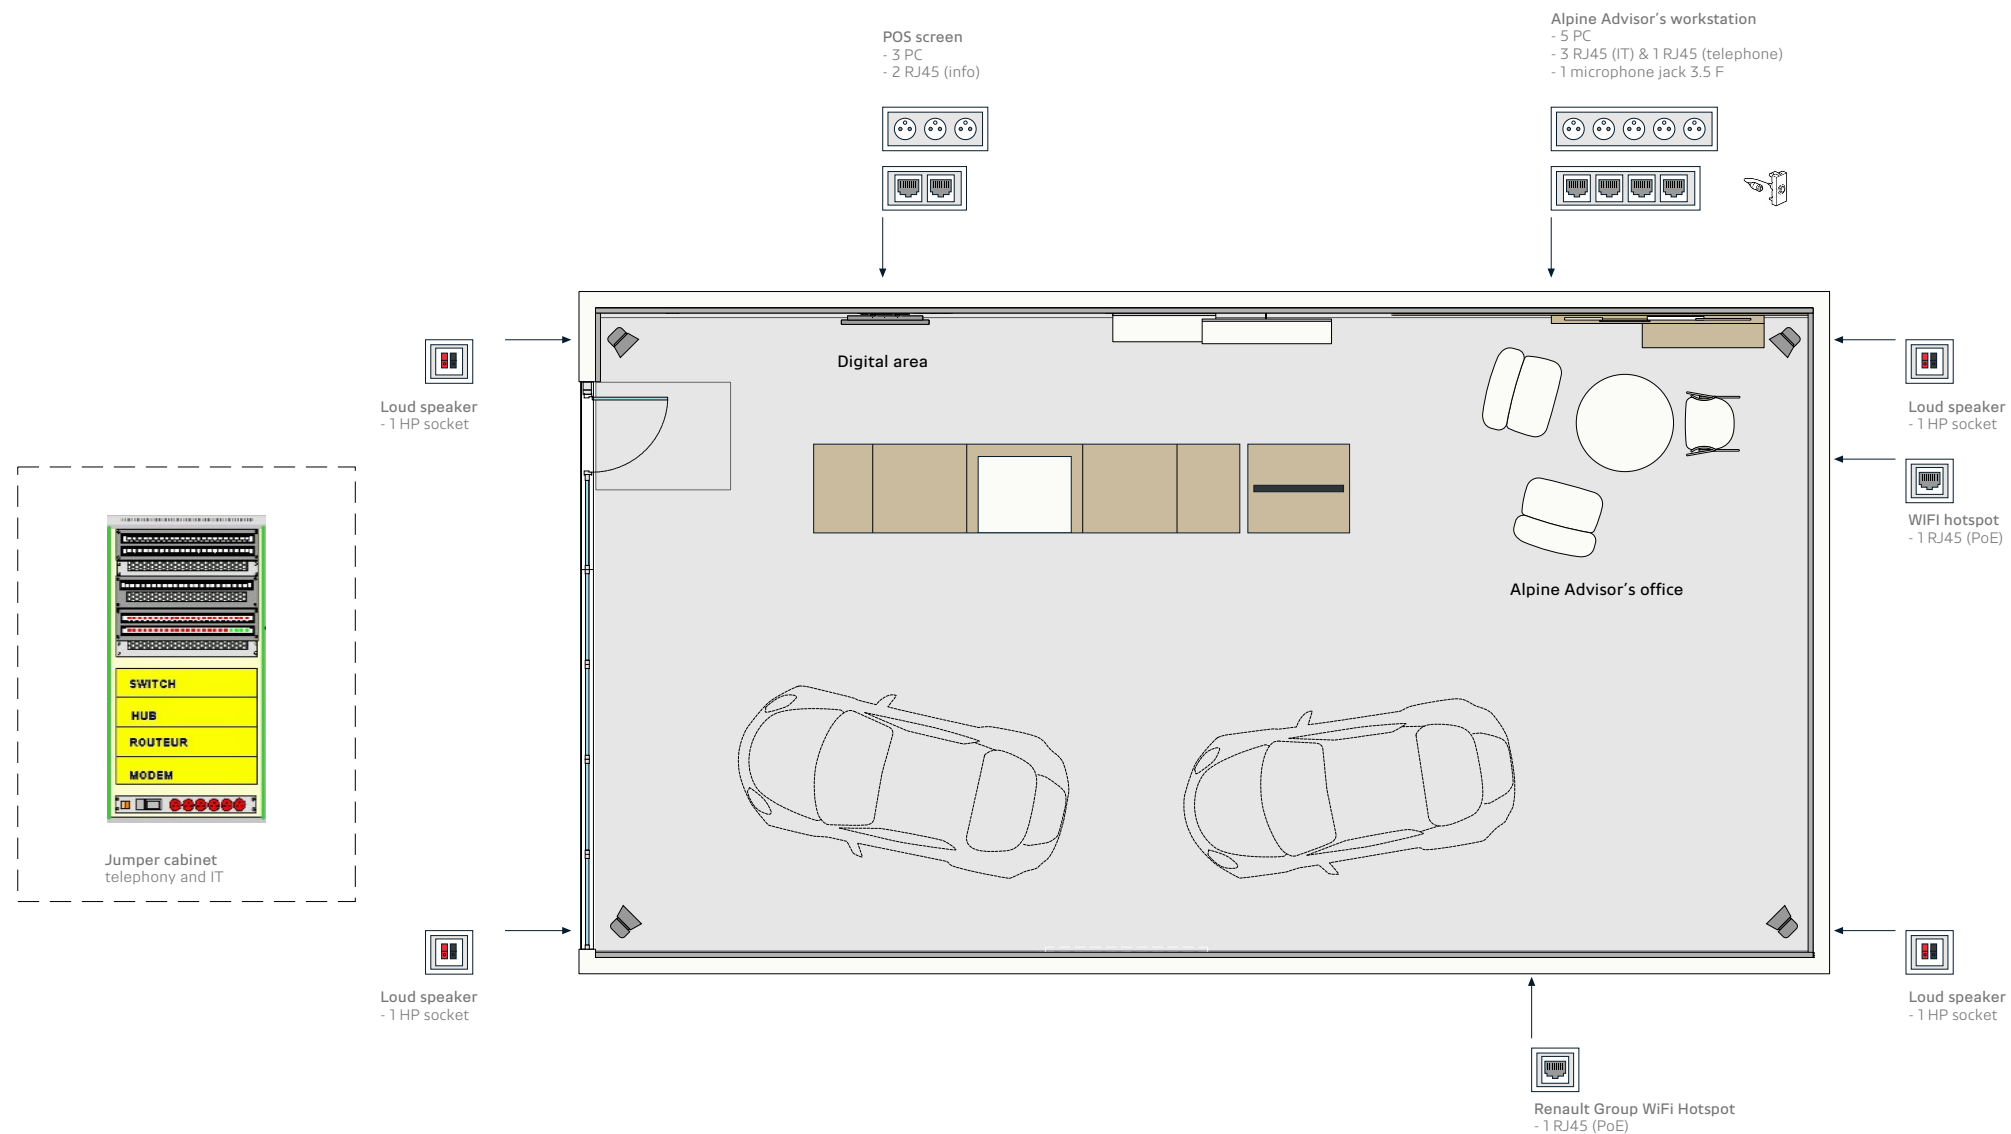 Alpine Advisor's workstation
- 5 PC
- 3 RJ45 (IT) & 1 RJ45 (telephone)
- 1 microphone jack 3.5 F
POS screen
- 3 PC
- 2 RJ45 (info)
Digital area
Loud speaker
- 1 HP socket
Loud speaker
- 1 HP socket
WIFI hotspot
- 1 RJ45 (PoE)
Alpine Advisor's office
SWITCH
HUB
ROUTEUR
MODEM
Jumper cabinet
telephony and IT
Loud speaker
- 1 HP socket
Loud speaker
- 1 HP socket
Renault Group WiFi Hotspot
- 1 RJ45 (PoE)